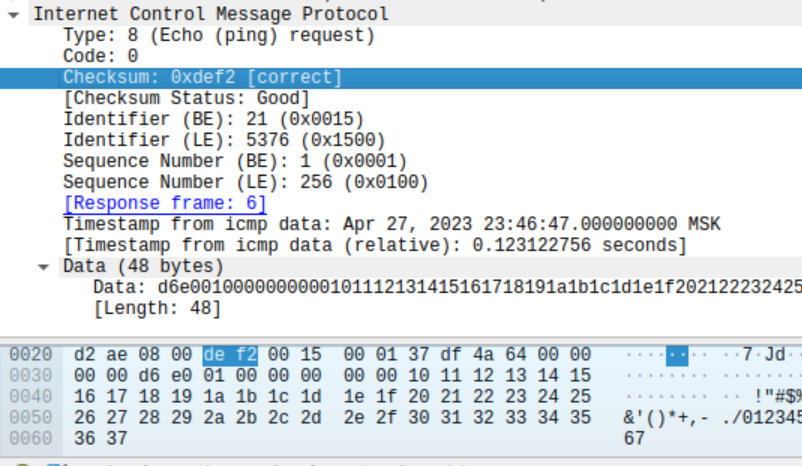 Internet Control Message Protocol
Type: 8 (Echo (ping) request)
Code: 0
Checksum: 0xdef2 [correct]
[Checksum Status: Good]
Identifier (BE): 21 (0x0015)
Identifier (LE): 5376 (0x1500)
Sequence Number (BE): 1 (0x0001)
Sequence Number (LE): 256 (0x0100)
[Response frame: 6]
Timestamp from icmp data: Apr 27, 2023 23:46:47.000000000 MSK
[Timestamp from icmp data (relative): 0.123122756 seconds]
Data (48 bytes)
Data: d6e0010000000000101112131415161718191a1b1c1d1e1f202122232425
[Length: 48]
0020 d2 ae 08 00 de f2 00 15 00 01 37 df 4a 64 00 00 ········ ··7·Jd··
0030 00 00 d6 e0 01 00 00 00 00 00 10 11 12 13 14 15 ········ ········
0040 16 17 18 19 1a 1b 1c 1d 1e 1f 20 21 22 23 24 25 ········ ·· !"#$%
0050 26 27 28 29 2a 2b 2c 2d 2e 2f 30 31 32 33 34 35 &'()*+,- ./012345
0060 36 37 67